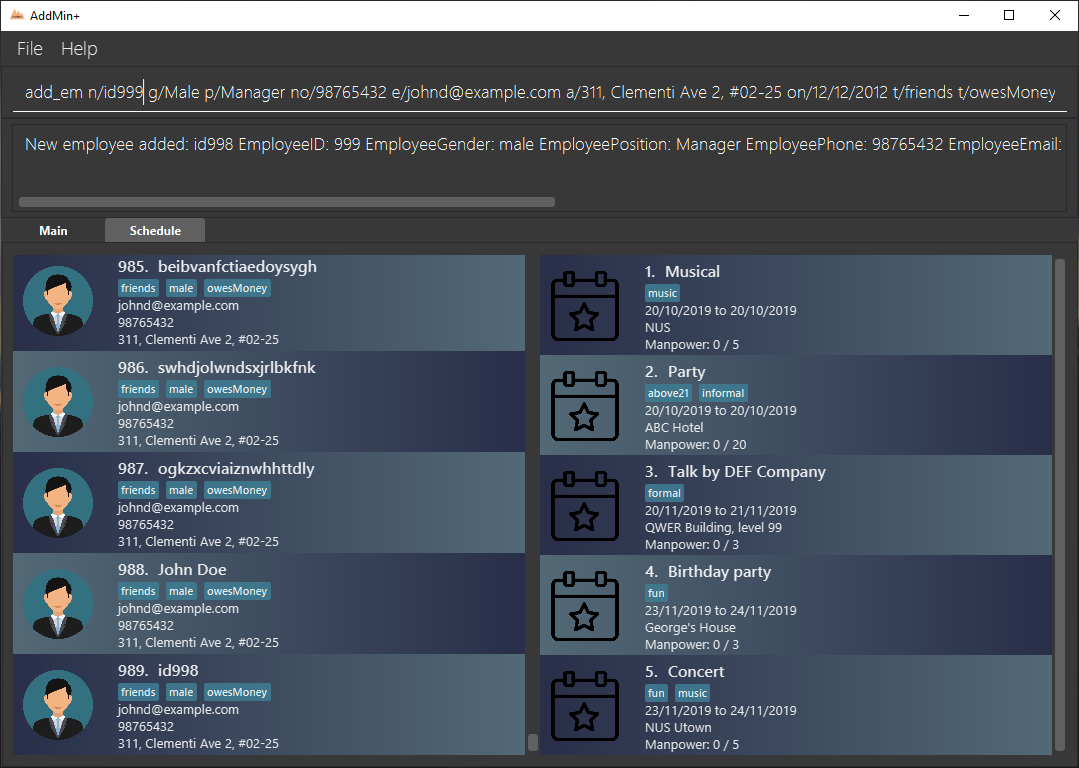 AddMin+
File Help
add_em n/id999 g/Male p/Manager no/98765432 e/johnd@example.com a/311, Clementi Ave 2, #02-25 on/12/12/2012 t/friends t/owesMoney
New employee added: id998 EmployeeID: 999 EmployeeGender: male EmployeePosition: Manager EmployeePhone: 98765432 EmployeeEmail:
Main Schedule
985. beibvanfctiaedoysygh
friends male owesMoney
johnd@example.com
98765432
311, Clementi Ave 2, #02-25
986. swhdjolwndsxjrlbkfnk
friends male owesMoney
johnd@example.com
98765432
311, Clementi Ave 2, #02-25
987. ogkzxcviaiznwhhttdly
friends male owesMoney
johnd@example.com
98765432
311, Clementi Ave 2, #02-25
988. John Doe
friends male owesMoney
johnd@example.com
98765432
311, Clementi Ave 2, #02-25
989. id998
friends male owesMoney
johnd@example.com
98765432
311, Clementi Ave 2, #02-25
1. Musical
music
20/10/2019 to 20/10/2019
NUS
Manpower: 0 / 5
2. Party
above21 informal
20/10/2019 to 20/10/2019
ABC Hotel
Manpower: 0 / 20
3. Talk by DEF Company
formal
20/11/2019 to 21/11/2019
QWER Building, level 99
Manpower: 0 / 3
4. Birthday party
fun
23/11/2019 to 24/11/2019
George's House
Manpower: 0 / 3
5. Concert
fun music
23/11/2019 to 24/11/2019
NUS Utown
Manpower: 0 / 5